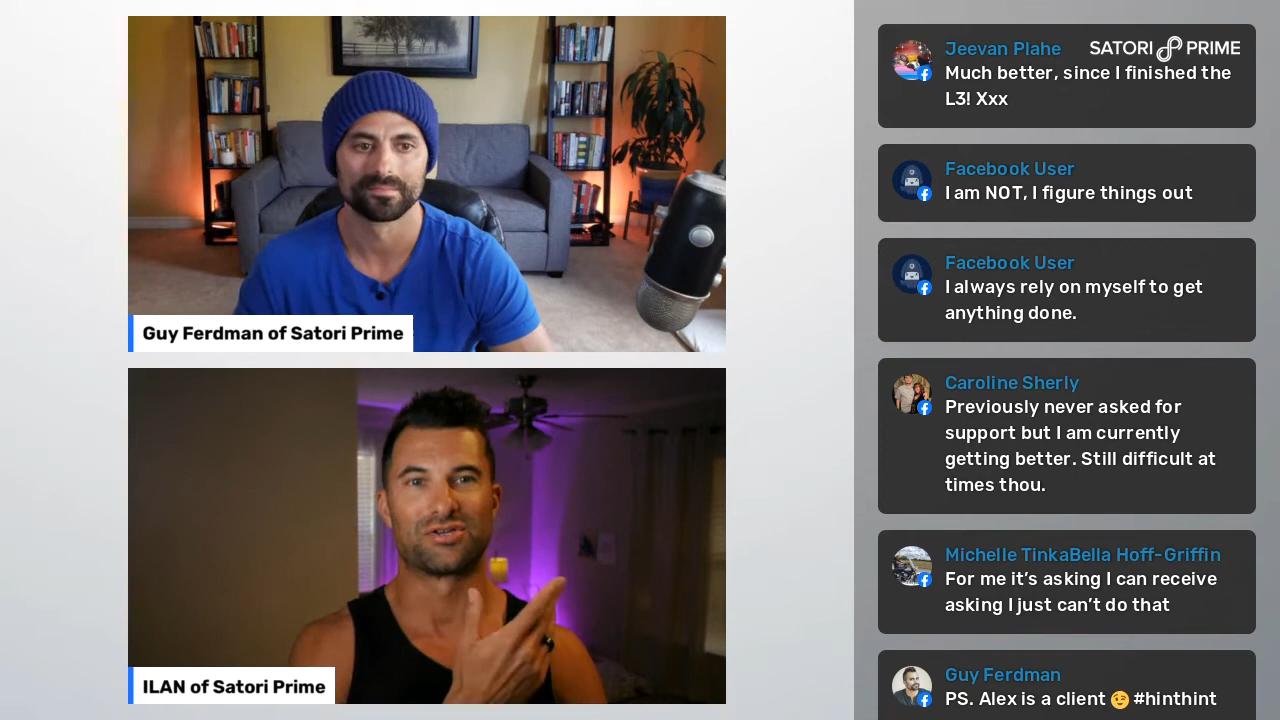 Guy Ferdman of Satori Prime
ILAN of Satori Prime
SATORI PRIME
Jeevan Plahe
Much better, since I finished the
L3! Xxx
Facebook User
I am NOT, I figure things out
Facebook User
I always rely on myself to get
anything done.
Caroline Sherly
Previously never asked for
support but I am currently
getting better. Still difficult at
times thou.
Michelle TinkaBella Hoff-Griffin
For me it’s asking I can receive
asking I just can’t do that
Guy Ferdman
PS. Alex is a client 😉 #hinthint